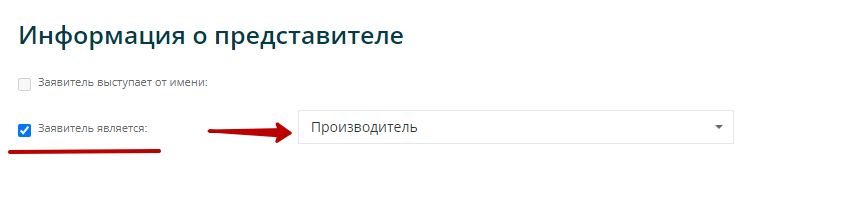 Информация о представителе
Заявитель выступает от имени:
Заявитель является:
Производитель